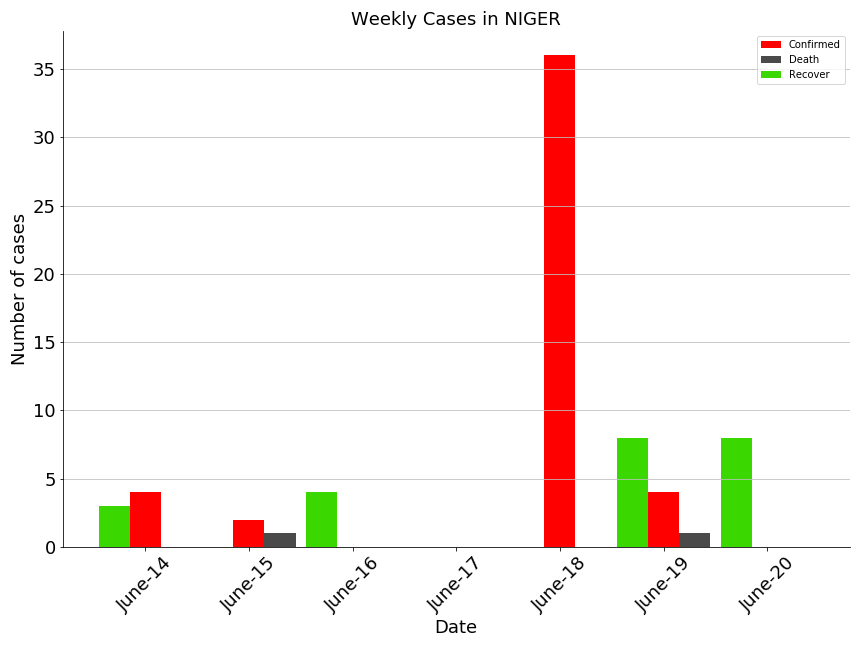 Weekly Cases in NIGER
Confirmed
Death
Recover
Number of cases
35
30
25
20
15
10
5
0
June-14
June-15
June-16
June-17
June-18
June-19
June-20
Date